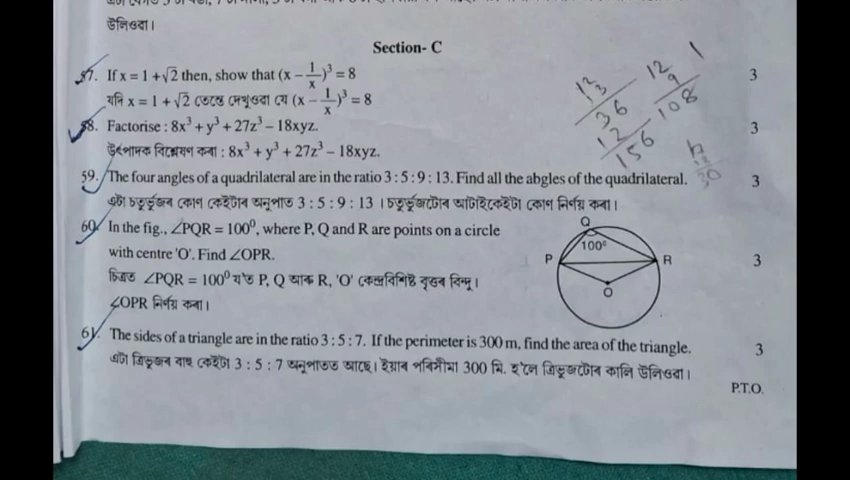 উলিওৱা।
Section- C
57. If x = 1 +√2 then, show that (x – 1/x)³ = 8 3
যদি x = 1 + √2 তেন্তে দেখুওৱা যে (x – 1/x)³ = 8
58. Factorise : 8x³ + y³ + 27z³ – 18xyz. 3
উৎপাদক বিশ্লেষণ কৰা : 8x³ + y³ + 27z³ – 18xyz.
59. The four angles of a quadrilateral are in the ratio 3 : 5 : 9 : 13. Find all the abgles of the quadrilateral. 3
এটা চতুৰ্ভুজৰ কোণ কেইটাৰ অনুপাত 3 : 5 : 9 : 13 । চতুৰ্ভুজটোৰ আটাইকেইটা কোণ নিৰ্ণয় কৰা।
60. In the fig., ∠PQR = 100⁰, where P, Q and R are points on a circle
with centre 'O'. Find ∠OPR. 3
চিত্ৰত ∠PQR = 100⁰ য'ত P, Q আৰু R, 'O' কেন্দ্ৰবিশিষ্ট বৃত্তৰ বিন্দু।
∠OPR নিৰ্ণয় কৰা।
Q
100⁰
P
R
O
61. The sides of a triangle are in the ratio 3 : 5 : 7. If the perimeter is 300 m, find the area of the triangle. 3
এটা ত্ৰিভুজৰ বাহু কেইটা 3 : 5 : 7 অনুপাতত আছে। ইয়াৰ পৰিসীমা 300 মি. হ'লে ত্ৰিভুজটোৰ কালি উলিওৱা।
P.T.O.
12
3
36
12
156
12
9
108
1